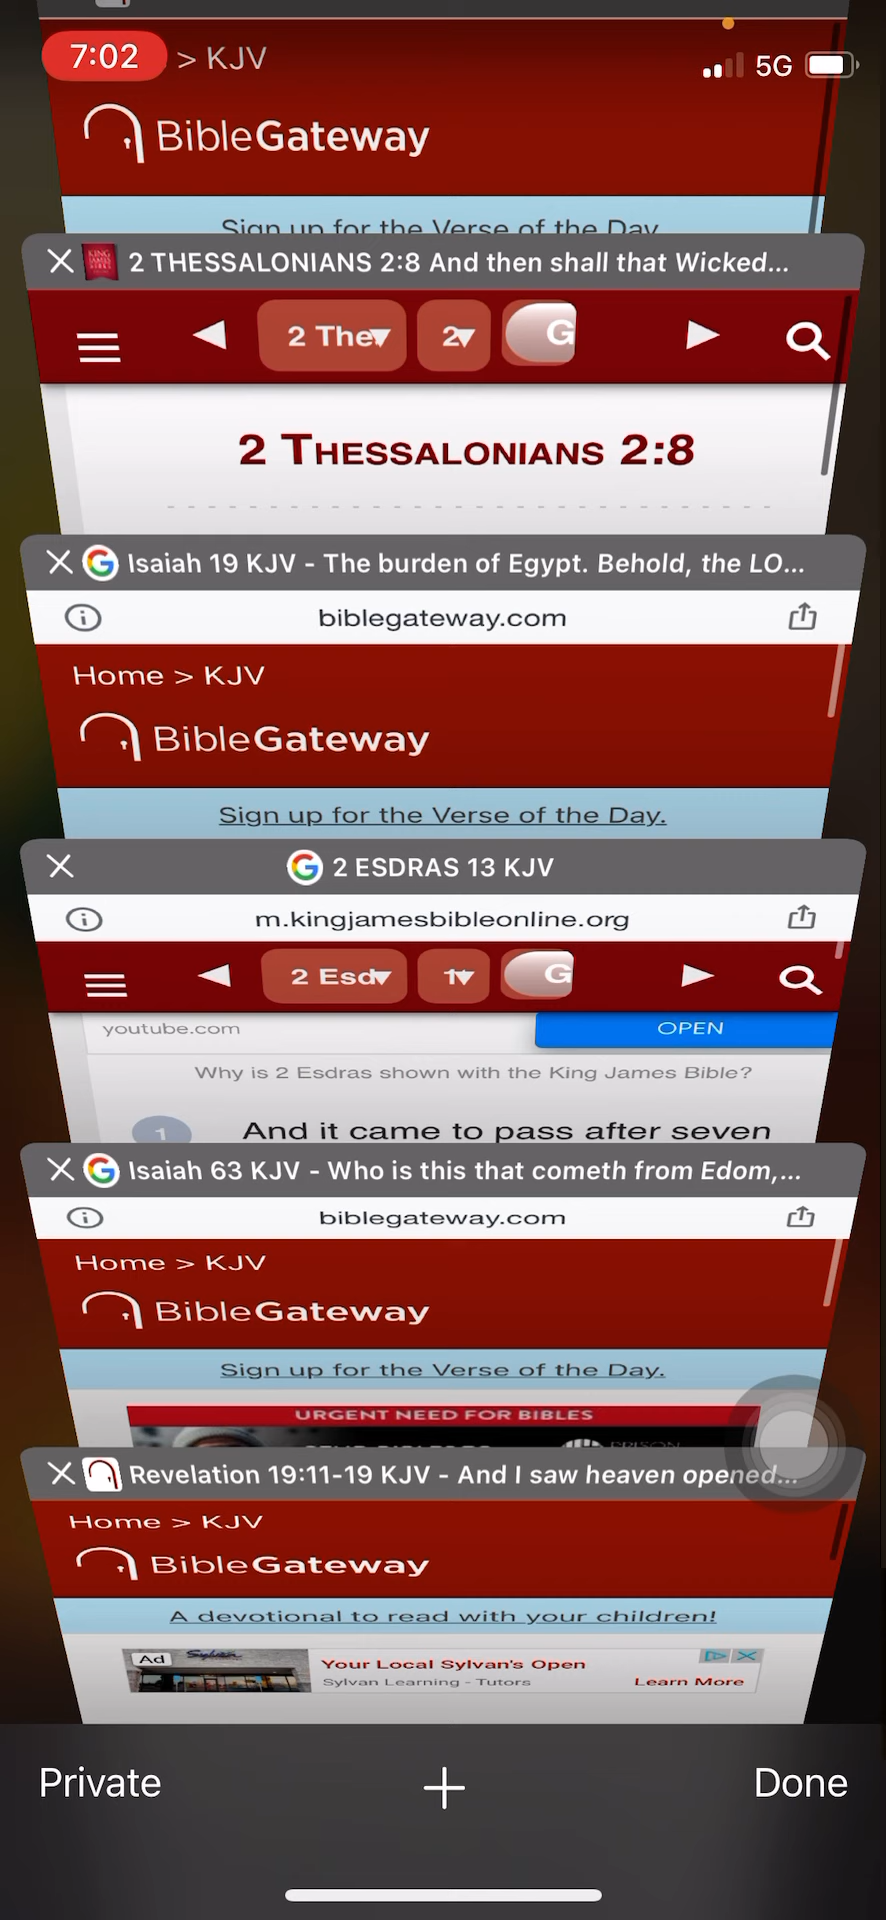 7:02 > KJV 5G
BibleGateway
Sign up for the Verse of the Day
2 THESSALONIANS 2:8 And then shall that Wicked...
2 The 2 G
2 THESSALONIANS 2:8
Isaiah 19 KJV - The burden of Egypt. Behold, the LO...
biblegateway.com
Home > KJV
BibleGateway
Sign up for the Verse of the Day.
2 ESDRAS 13 KJV
m.kingjamesbibleonline.org
2 Esd 1 G
youtube.com OPEN
Why is 2 Esdras shown with the King James Bible?
1 And it came to pass after seven
Isaiah 63 KJV - Who is this that cometh from Edom,...
biblegateway.com
Home > KJV
BibleGateway
Sign up for the Verse of the Day.
URGENT NEED FOR BIBLES
PRISON
Revelation 19:11-19 KJV - And I saw heaven opened...
Home > KJV
BibleGateway
A devotional to read with your children!
Ad Sylvan Your Local Sylvan's Open
Sylvan Learning - Tutors Learn More
Private + Done